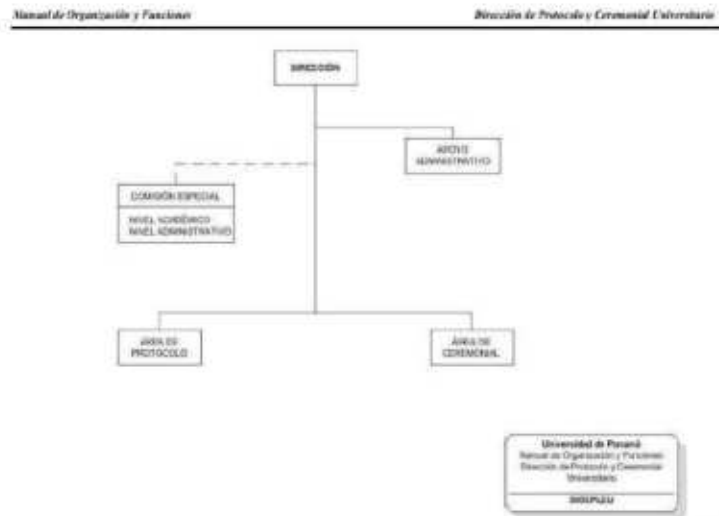 Manual de Organización y Funciones
Dirección de Protocolo y Ceremonial Universitario
DIRECCIÓN
APOYO
ADMINISTRATIVO
COMISIÓN ESPECIAL
NIVEL ACADÉMICO
NIVEL ADMINISTRATIVO
ÁREA DE
PROTOCOLO
ÁREA DE
CEREMONIAL
Universidad de Panamá
Manual de Organización y Funciones
Dirección de Protocolo y Ceremonial
Universitario